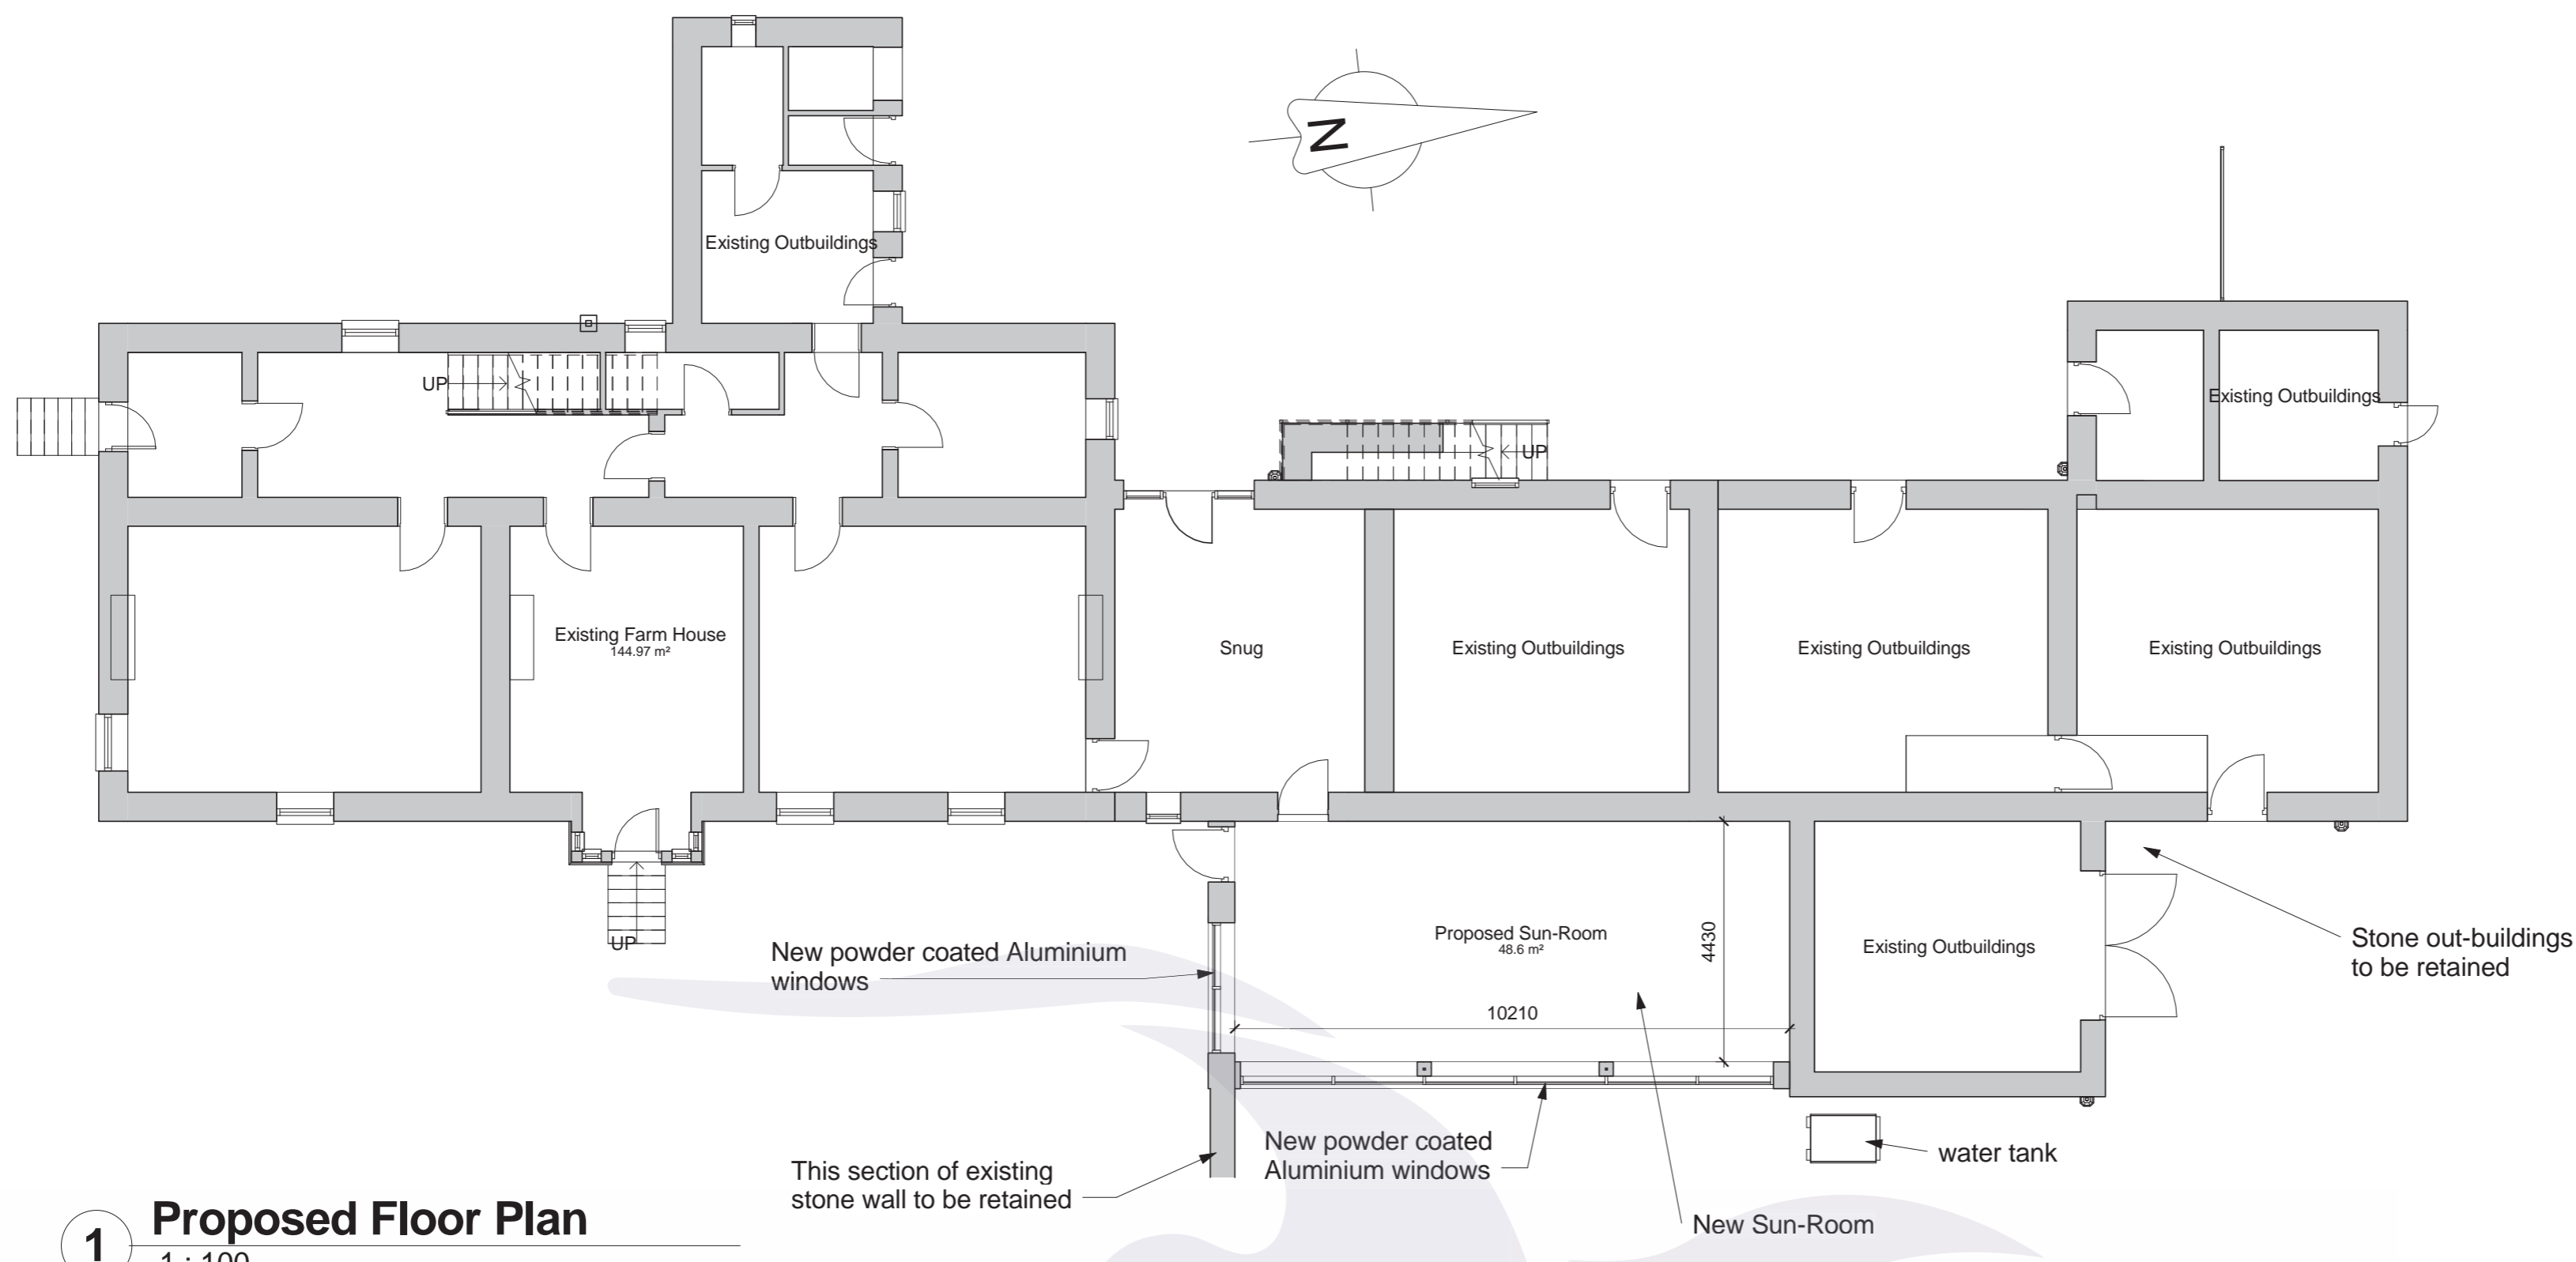 N
Existing Outbuildings
UP
UP
Existing Outbuildings
Existing Farm House
144.97 m²
Snug
Existing Outbuildings
Existing Outbuildings
Existing Outbuildings
UP
New powder coated Aluminium
windows
Proposed Sun-Room
48.6 m²
4430
10210
Existing Outbuildings
Stone out-buildings
to be retained
This section of existing
stone wall to be retained
New powder coated
Aluminium windows
water tank
New Sun-Room
1
Proposed Floor Plan
1 : 100